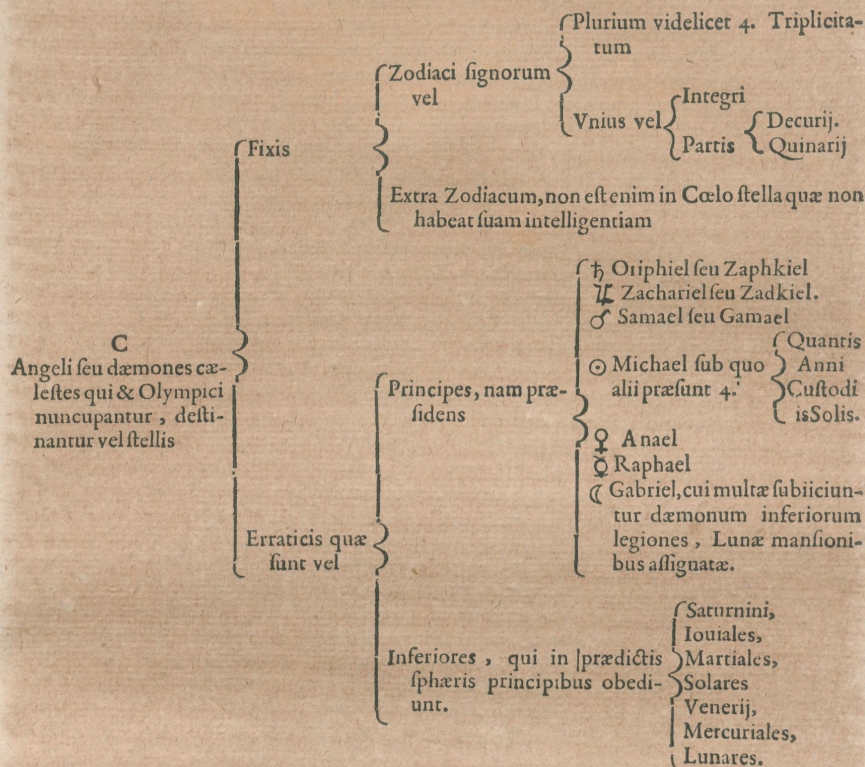 C
Angeli ſeu dæmones cæ-
leſtes qui & Olympici
nuncupantur, deſti-
nantur vel ſtellis
Fixis
Zodiaci ſignorum
vel
Plurium videlicet 4. Triplicita-
tum
Vnius vel
Integri
Partis
Decurij.
Quinarij
Extra Zodiacum, non eſt enim in Cœlo ſtella quæ non
habeat ſuam intelligentiam
Erraticis quæ
ſunt vel
Principes, nam præ-
ſidens
♄ Oriphiel ſeu Zaphkiel
♃ Zachariel ſeu Zadkiel.
♂ Samael ſeu Gamael
☉ Michael ſub quo
alii præſunt 4.
Quantis
Anni
Cuſtodi
is Solis.
♀ Anael
☿ Raphael
☾ Gabriel, cui multæ ſubiiciun-
tur dæmonum inferiorum
legiones, Lunæ manſioni-
bus aſſignatæ.
Inferiores, qui in prædictis
ſphæris principibus obedi-
unt.
Saturnini,
Iouiales,
Martiales,
Solares
Venerij,
Mercuriales,
Lunares.